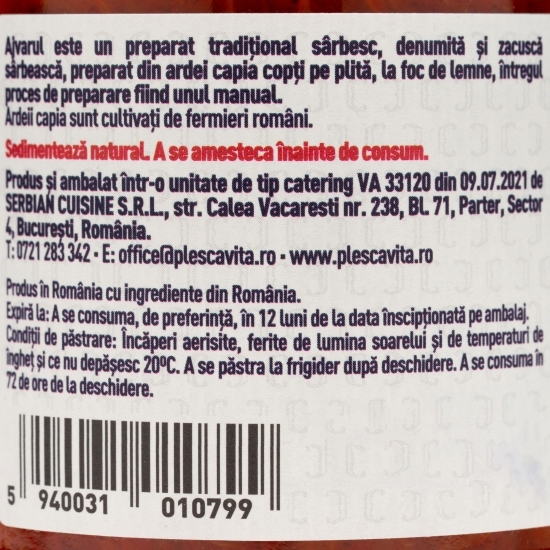 Ajvarul este un preparat tradițional sârbesc, denumită și zacuscă
sârbească, preparat din ardei capia copți pe plită, la foc de lemne, întregul
proces de preparare fiind unul manual.
Ardeii capia sunt cultivați de fermieri români.
Sedimentează natural. A se amesteca înainte de consum.
Produs și ambalat într-o unitate de tip catering VA 33120 din 09.07.2021 de
SERBIAN CUISINE S.R.L., str. Calea Vacaresti nr. 238, BL. 71, Parter, Sector
4, București, România.
T: 0721 283 342 • E: office@plescavita.ro • www.plescavita.ro
Produs în România cu ingrediente din România.
Expiră la: A se consuma, de preferință, în 12 luni de la data însciptionată pe ambalaj.
Condiții de păstrare: Încăperi aerisite, ferite de lumina soarelui și de temperaturi de
îngheț și ce nu depășesc 20ºC. A se păstra la frigider după deschidere. A se consuma în
72 de ore de la deschidere.
5 940031 010799